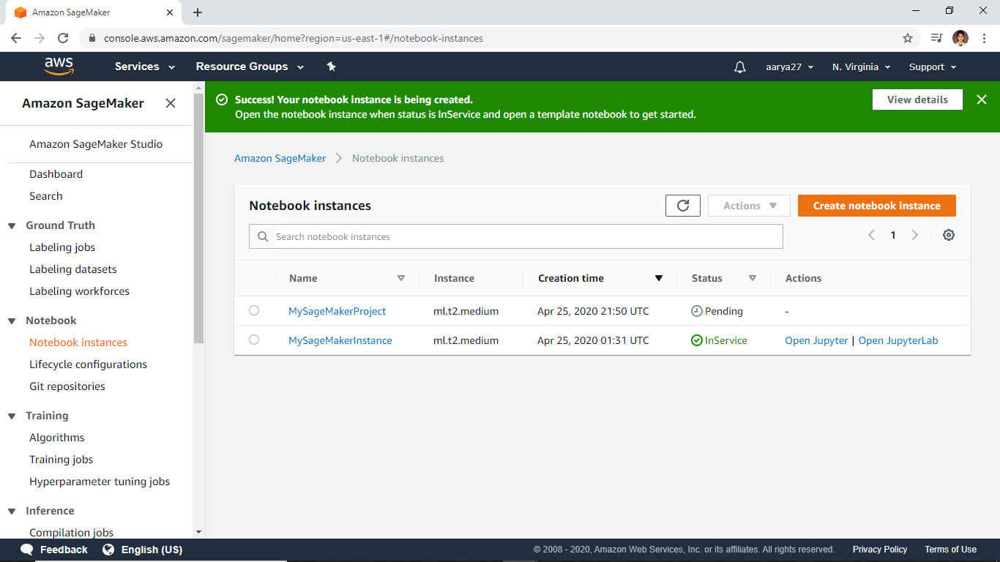 Amazon SageMaker
console.aws.amazon.com/sagemaker/home?region=us-east-1#/notebook-instances
aws Services Resource Groups aarya27 N. Virginia Support
Amazon SageMaker
Amazon SageMaker Studio
Dashboard
Search
Ground Truth
Labeling jobs
Labeling datasets
Labeling workforces
Notebook
Notebook instances
Lifecycle configurations
Git repositories
Training
Algorithms
Training jobs
Hyperparameter tuning jobs
Inference
Compilation jobs
Success! Your notebook instance is being created.
Open the notebook instance when status is InService and open a template notebook to get started.
View details
Amazon SageMaker Notebook instances
Notebook instances Actions Create notebook instance
Search notebook instances 1
Name Instance Creation time Status Actions
MySageMakerProject ml.t2.medium Apr 25, 2020 21:50 UTC Pending -
MySageMakerInstance ml.t2.medium Apr 25, 2020 01:31 UTC InService Open Jupyter | Open JupyterLab
Feedback English (US) © 2008 - 2020, Amazon Web Services, Inc. or its affiliates. All rights reserved. Privacy Policy Terms of Use